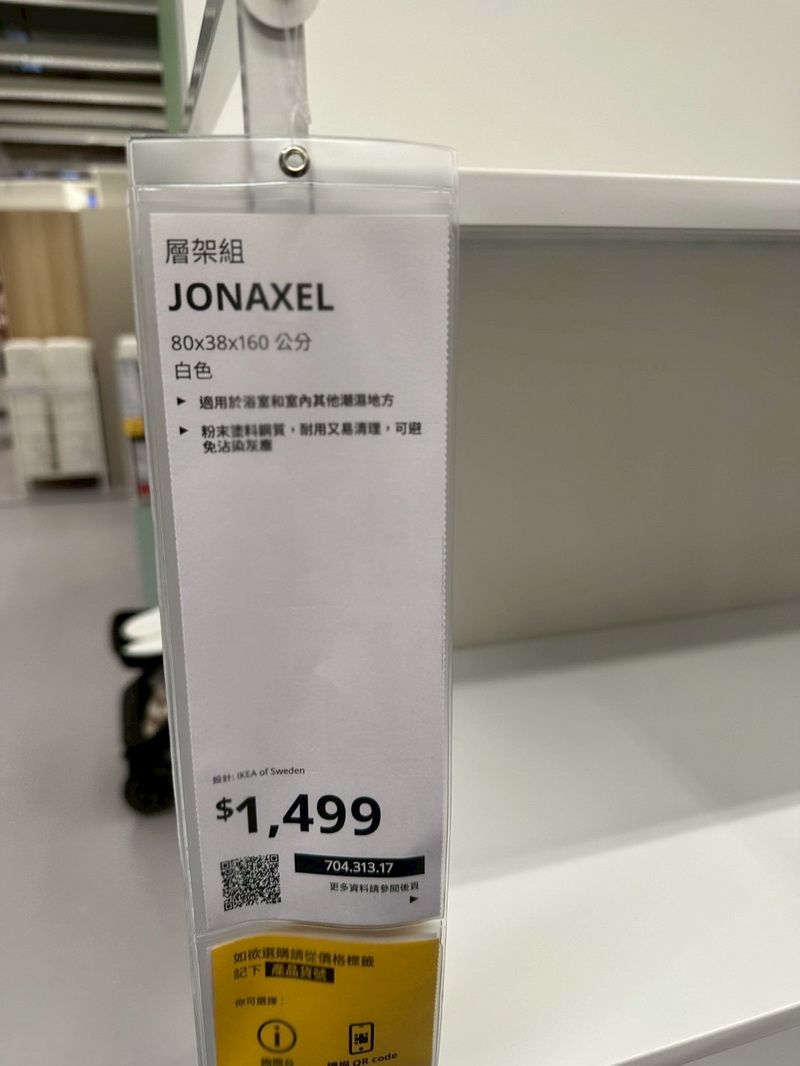 層架組
JONAXEL
80x38x160 公分
白色
▶ 適用於浴室和室內其他潮濕地方
▶ 粉末塗料鋼質，耐用又易清理，可避
免沾染灰塵
設計: IKEA of Sweden
$1,499
704.313.17
更多資料請參閱後頁
▶
如欲選購請從價格標籤
記下 產品貨號
你可選擇：
QR code